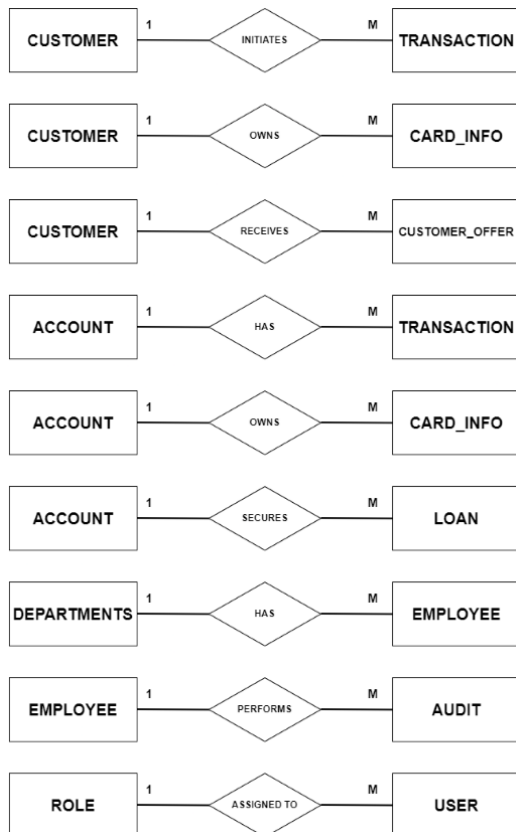 1 M
CUSTOMER INITIATES TRANSACTION
1 M
CUSTOMER OWNS CARD_INFO
1 M
CUSTOMER RECEIVES CUSTOMER_OFFER
1 M
ACCOUNT HAS TRANSACTION
1 M
ACCOUNT OWNS CARD_INFO
1 M
ACCOUNT SECURES LOAN
1 M
DEPARTMENTS HAS EMPLOYEE
1 M
EMPLOYEE PERFORMS AUDIT
1 M
ROLE ASSIGNED TO USER